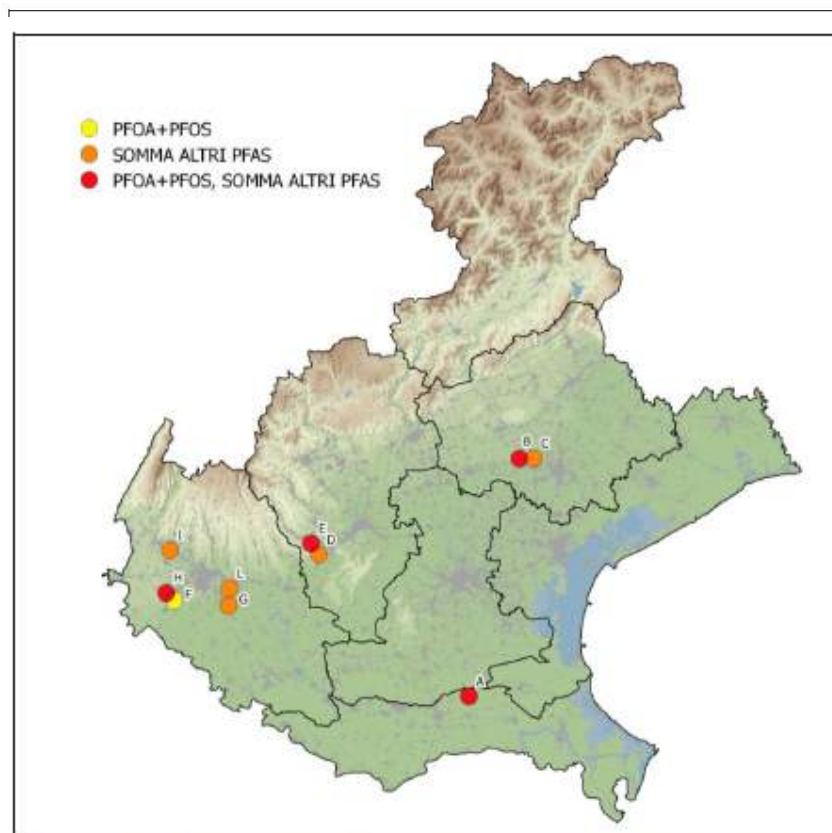 PFOA+PFOS
SOMMA ALTRI PFAS
PFOA+PFOS, SOMMA ALTRI PFAS
B C
E
D
I
H
F
L
G
A